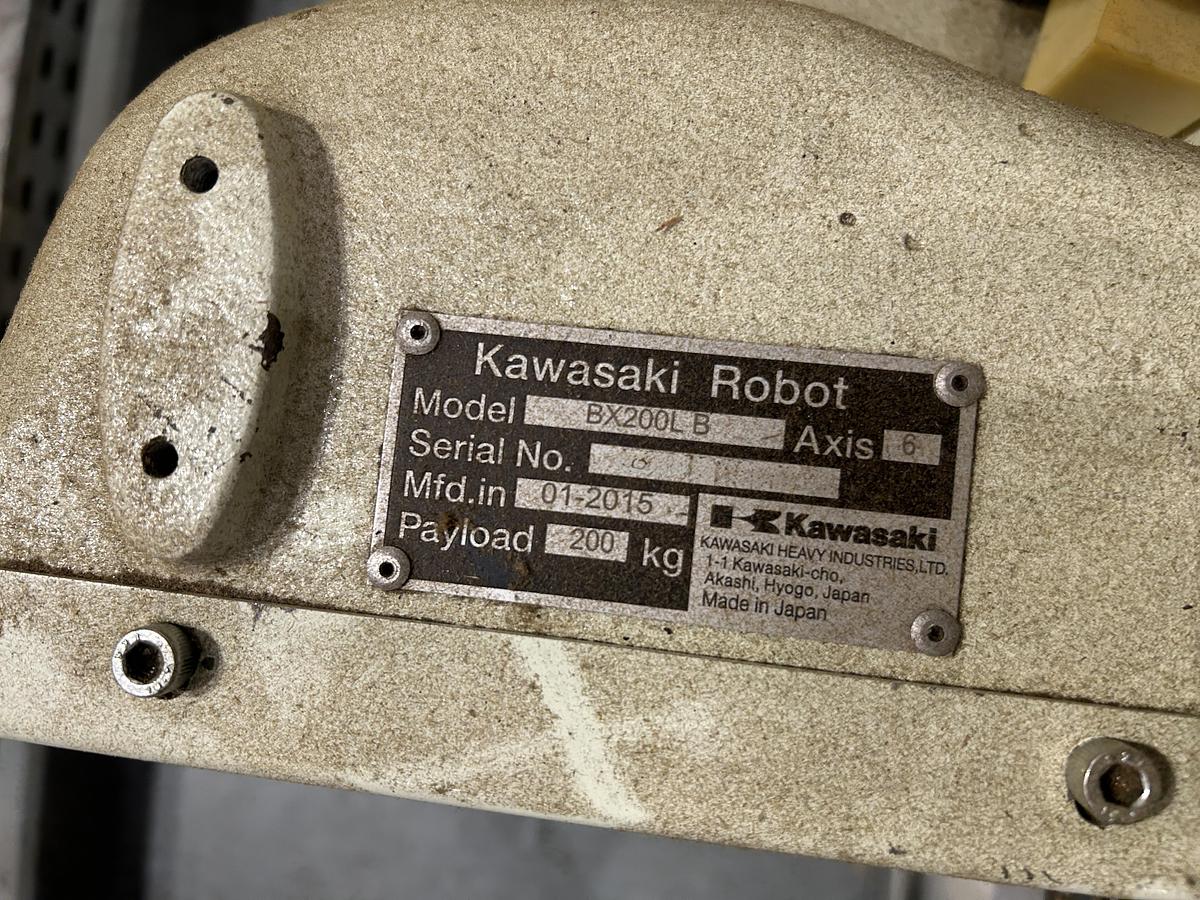 Kawasaki Robot
Model BX200L B Axis 6
Serial No.
Mfd.in 01-2015
Payload 200 kg
Kawasaki
KAWASAKI HEAVY INDUSTRIES,LTD.
1-1 Kawasaki-cho,
Akashi, Hyogo, Japan
Made in Japan